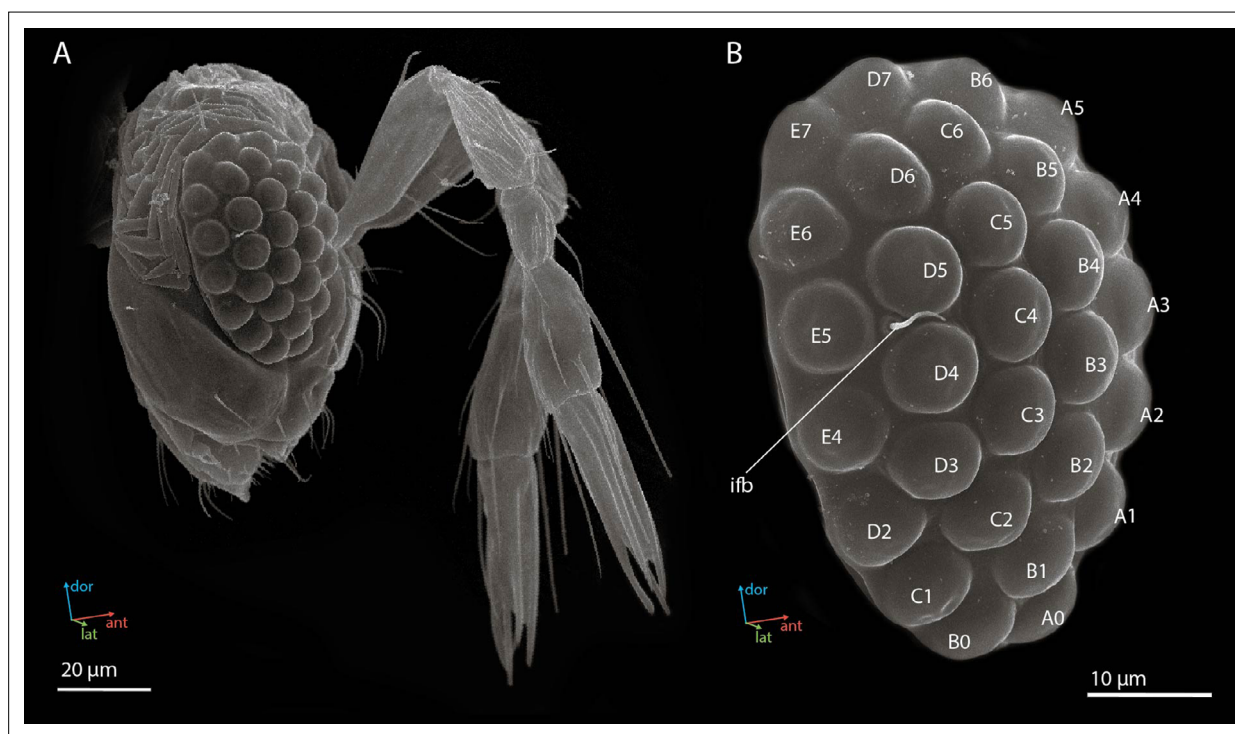 A
B
D7
B6
A5
E7
C6
B5
D6
A4
C5
E6
B4
D5
A3
C4
E5
B3
D4
A2
C3
E4
B2
D3
ifb
C2
A1
D2
B1
C1
A0
B0
dor
ant
lat
20 µm
dor
ant
lat
10 µm